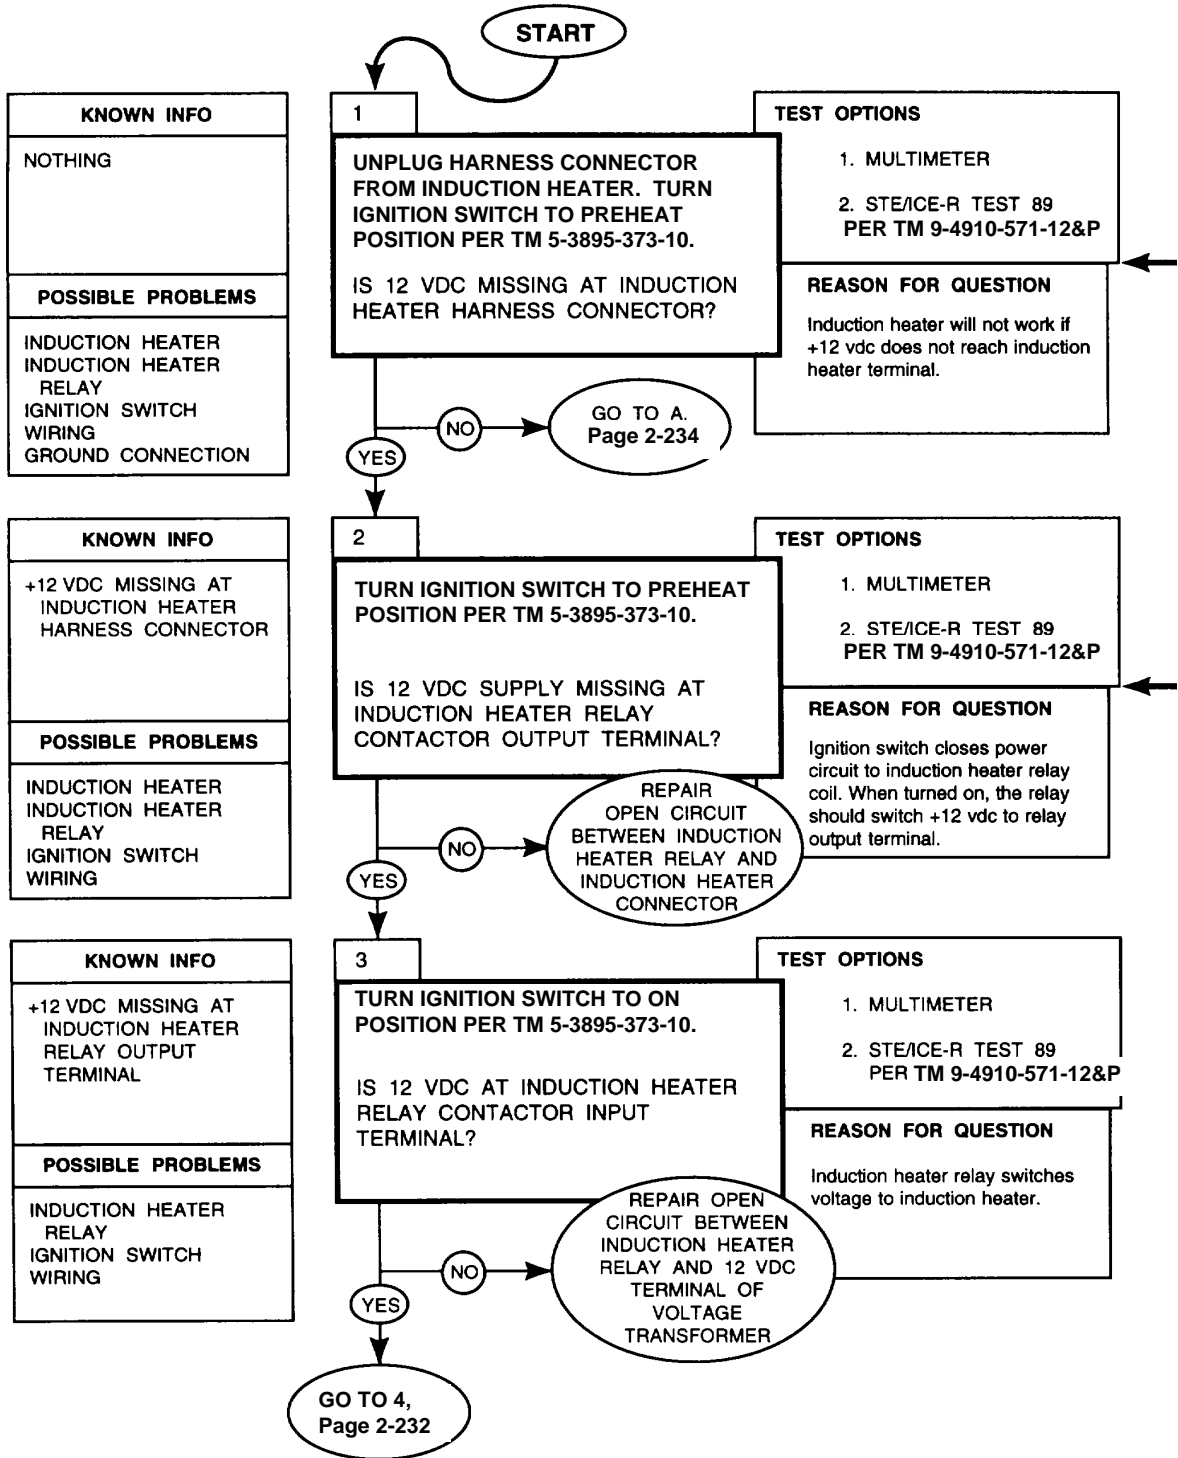 START
KNOWN INFO
NOTHING
POSSIBLE PROBLEMS
INDUCTION HEATER
INDUCTION HEATER
RELAY
IGNITION SWITCH
WIRING
GROUND CONNECTION
1
UNPLUG HARNESS CONNECTOR
FROM INDUCTION HEATER. TURN
IGNITION SWITCH TO PREHEAT
POSITION PER TM 5-3895-373-10.
IS 12 VDC MISSING AT INDUCTION
HEATER HARNESS CONNECTOR?
TEST OPTIONS
1. MULTIMETER
2. STE/ICE-R TEST 89
PER TM 9-4910-571-12&P
REASON FOR QUESTION
Induction heater will not work if
+12 vdc does not reach induction
heater terminal.
NO
GO TO A.
Page 2-234
YES
KNOWN INFO
+12 VDC MISSING AT
INDUCTION HEATER
HARNESS CONNECTOR
POSSIBLE PROBLEMS
INDUCTION HEATER
INDUCTION HEATER
RELAY
IGNITION SWITCH
WIRING
2
TURN IGNITION SWITCH TO PREHEAT
POSITION PER TM 5-3895-373-10.
IS 12 VDC SUPPLY MISSING AT
INDUCTION HEATER RELAY
CONTACTOR OUTPUT TERMINAL?
TEST OPTIONS
1. MULTIMETER
2. STE/ICE-R TEST 89
PER TM 9-4910-571-12&P
REASON FOR QUESTION
Ignition switch closes power
circuit to induction heater relay
coil. When turned on, the relay
should switch +12 vdc to relay
output terminal.
NO
REPAIR
OPEN CIRCUIT
BETWEEN INDUCTION
HEATER RELAY AND
INDUCTION HEATER
CONNECTOR
YES
KNOWN INFO
+12 VDC MISSING AT
INDUCTION HEATER
RELAY OUTPUT
TERMINAL
POSSIBLE PROBLEMS
INDUCTION HEATER
RELAY
IGNITION SWITCH
WIRING
3
TURN IGNITION SWITCH TO ON
POSITION PER TM 5-3895-373-10.
IS 12 VDC AT INDUCTION HEATER
RELAY CONTACTOR INPUT
TERMINAL?
TEST OPTIONS
1. MULTIMETER
2. STE/ICE-R TEST 89
PER TM 9-4910-571-12&P
REASON FOR QUESTION
Induction heater relay switches
voltage to induction heater.
NO
REPAIR OPEN
CIRCUIT BETWEEN
INDUCTION HEATER
RELAY AND 12 VDC
TERMINAL OF
VOLTAGE
TRANSFORMER
YES
GO TO 4,
Page 2-232